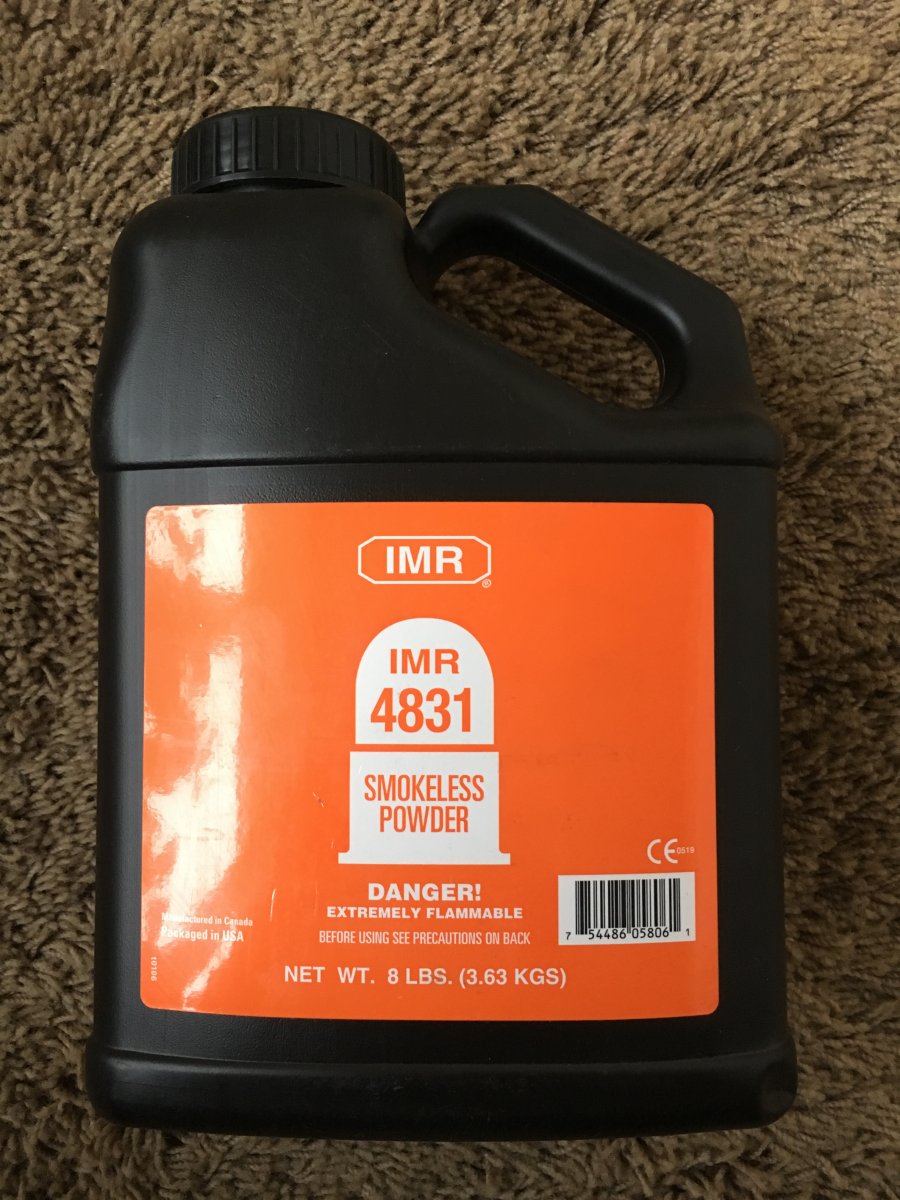 IMR
®
IMR
4831
SMOKELESS
POWDER
CE 0519
DANGER!
EXTREMELY FLAMMABLE
BEFORE USING SEE PRECAUTIONS ON BACK
Manufactured in Canada
Packaged in USA
7 54486 05806 1
10106
NET WT. 8 LBS. (3.63 KGS)